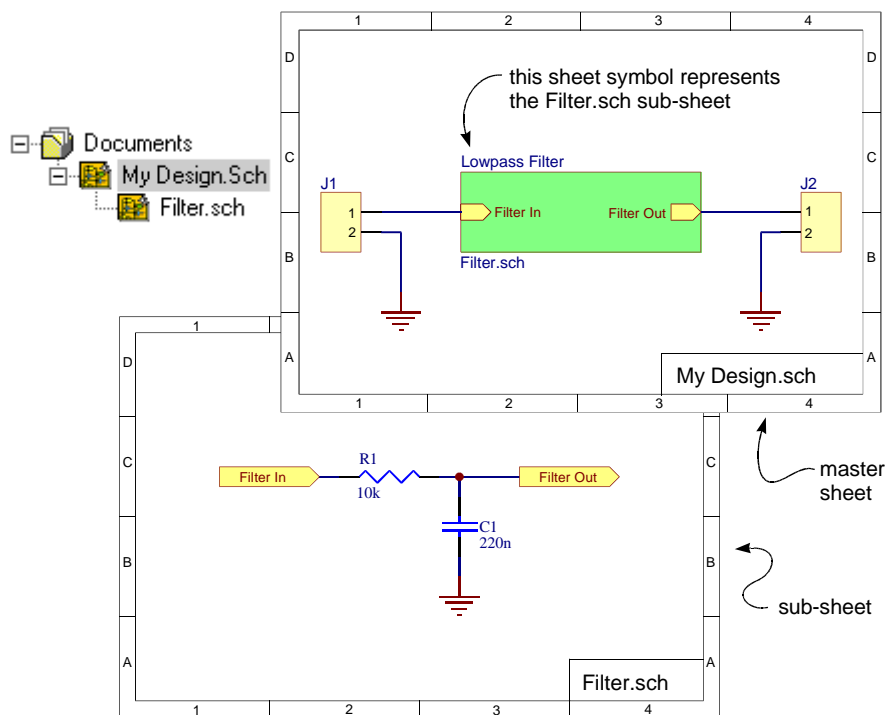 Documents
My Design.Sch
Filter.sch
1 2 3 4
D
C
B
A
this sheet symbol represents
the Filter.sch sub-sheet
Lowpass Filter
J1
J2
1
2
Filter In
Filter Out
1
2
Filter.sch
My Design.sch
1 2 3 4
master
sheet
1
D
C
B
A
C
B
A
Filter In
R1
10k
Filter Out
C1
220n
sub-sheet
Filter.sch
1 2 3 4